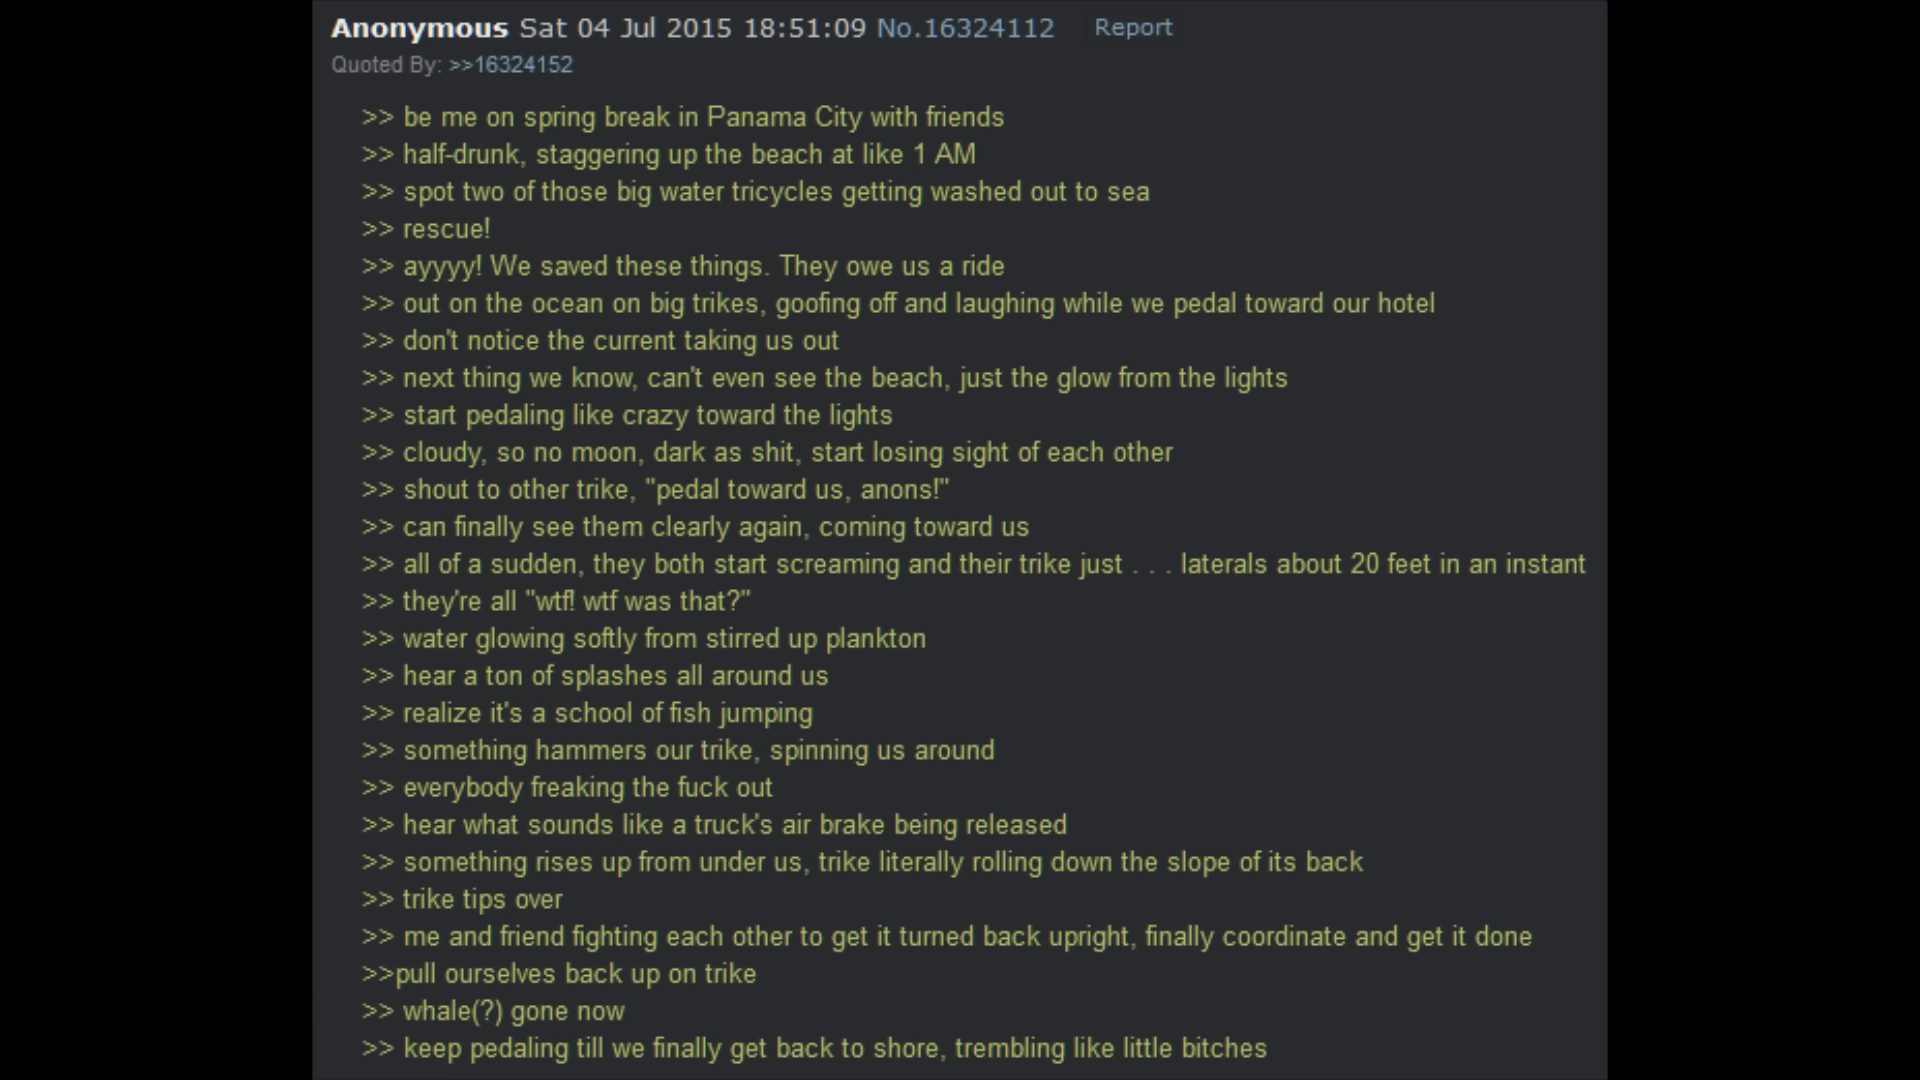 Anonymous Sat 04 Jul 2015 18:51:09 No.16324112 Report
Quoted By: >>16324152
>> be me on spring break in Panama City with friends
>> half-drunk, staggering up the beach at like 1 AM
>> spot two of those big water tricycles getting washed out to sea
>> rescue!
>> ayyyy! We saved these things. They owe us a ride
>> out on the ocean on big trikes, goofing off and laughing while we pedal toward our hotel
>> don't notice the current taking us out
>> next thing we know, can't even see the beach, just the glow from the lights
>> start pedaling like crazy toward the lights
>> cloudy, so no moon, dark as shit, start losing sight of each other
>> shout to other trike, "pedal toward us, anons!"
>> can finally see them clearly again, coming toward us
>> all of a sudden, they both start screaming and their trike just . . . laterals about 20 feet in an instant
>> they're all "wtf! wtf was that?"
>> water glowing softly from stirred up plankton
>> hear a ton of splashes all around us
>> realize it's a school of fish jumping
>> something hammers our trike, spinning us around
>> everybody freaking the fuck out
>> hear what sounds like a truck's air brake being released
>> something rises up from under us, trike literally rolling down the slope of its back
>> trike tips over
>> me and friend fighting each other to get it turned back upright, finally coordinate and get it done
>>pull ourselves back up on trike
>> whale(?) gone now
>> keep pedaling till we finally get back to shore, trembling like little bitches